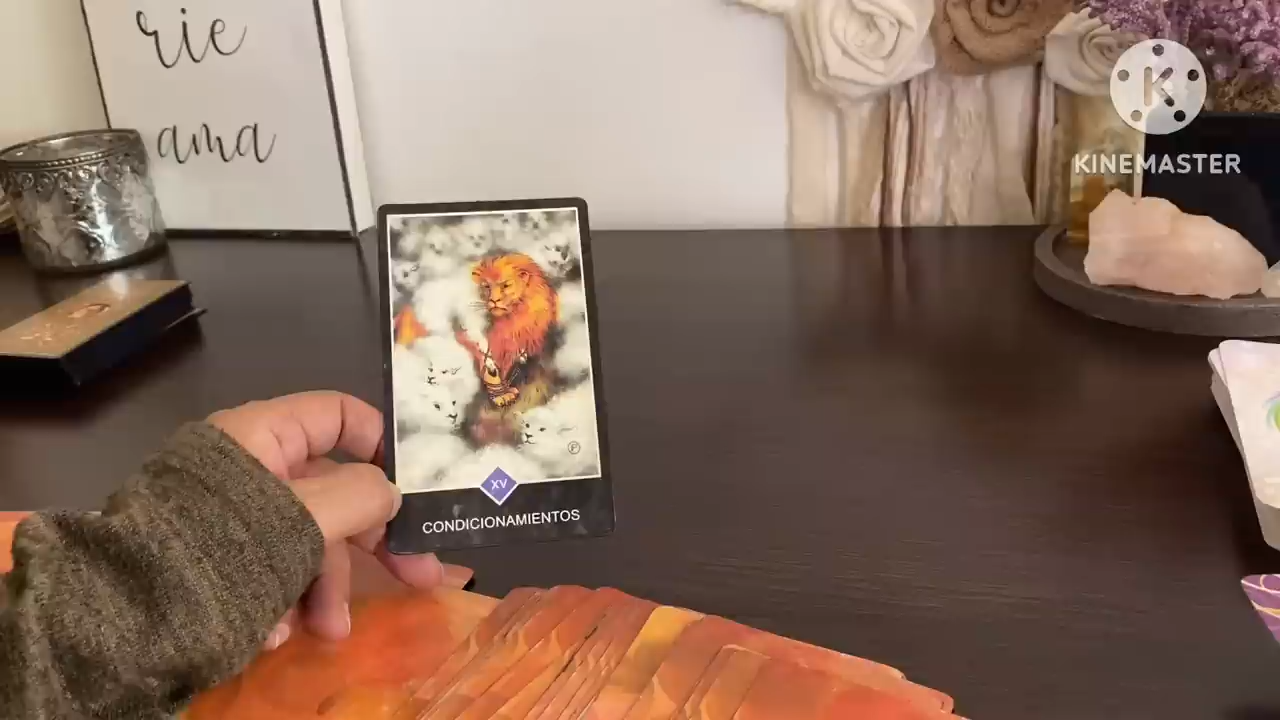 rie
ama
K
KINEMASTER
XV
CONDICIONAMIENTOS